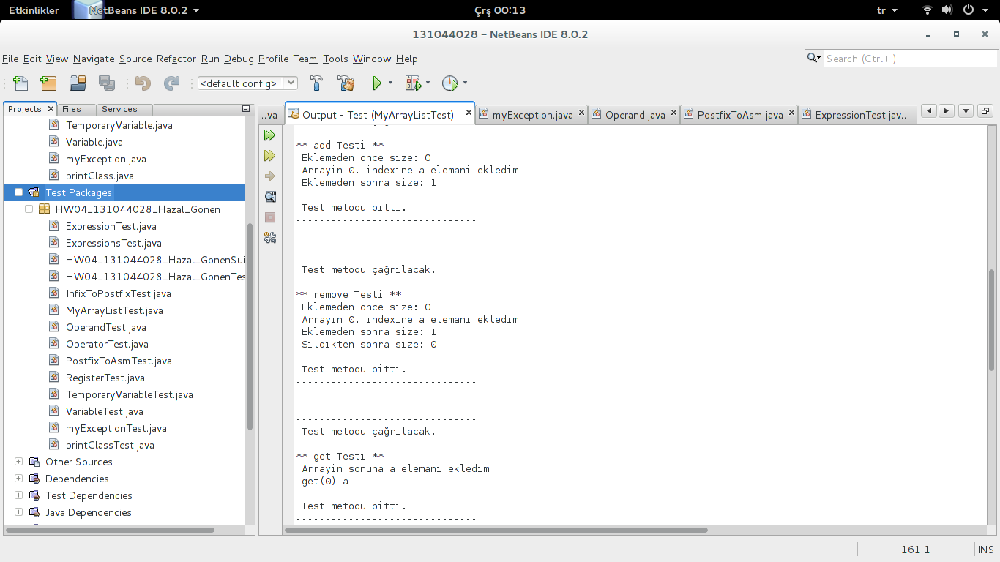 Etkinlikler NetBeans IDE 8.0.2 Çrş 00:13 tr
131044028 – NetBeans IDE 8.0.2
File Edit View Navigate Source Refactor Run Debug Profile Team Tools Window Help
Search (Ctrl+I)
<default config>
Projects Files Services
TemporaryVariable.java
Variable.java
myException.java
printClass.java
Test Packages
HW04_131044028_Hazal_Gonen
ExpressionTest.java
ExpressionsTest.java
HW04_131044028_Hazal_GonenSui
HW04_131044028_Hazal_GonenTes
InfixToPostfixTest.java
MyArrayListTest.java
OperandTest.java
OperatorTest.java
PostfixToAsmTest.java
RegisterTest.java
TemporaryVariableTest.java
VariableTest.java
myExceptionTest.java
printClassTest.java
Other Sources
Dependencies
Test Dependencies
Java Dependencies
..va Output - Test (MyArrayListTest) myException.java Operand.java PostfixToAsm.java ExpressionTest.jav...
** add Testi **
Eklemeden once size: 0
Arrayin 0. indexine a elemani ekledim
Eklemeden sonra size: 1
Test metodu bitti.
-------------------------------
-------------------------------
Test metodu çağrılacak.
** remove Testi **
Eklemeden once size: 0
Arrayin 0. indexine a elemani ekledim
Eklemeden sonra size: 1
Sildikten sonra size: 0
Test metodu bitti.
-------------------------------
-------------------------------
Test metodu çağrılacak.
** get Testi **
Arrayin sonuna a elemani ekledim
get(0) a
Test metodu bitti.
-------------------------------
161:1 INS